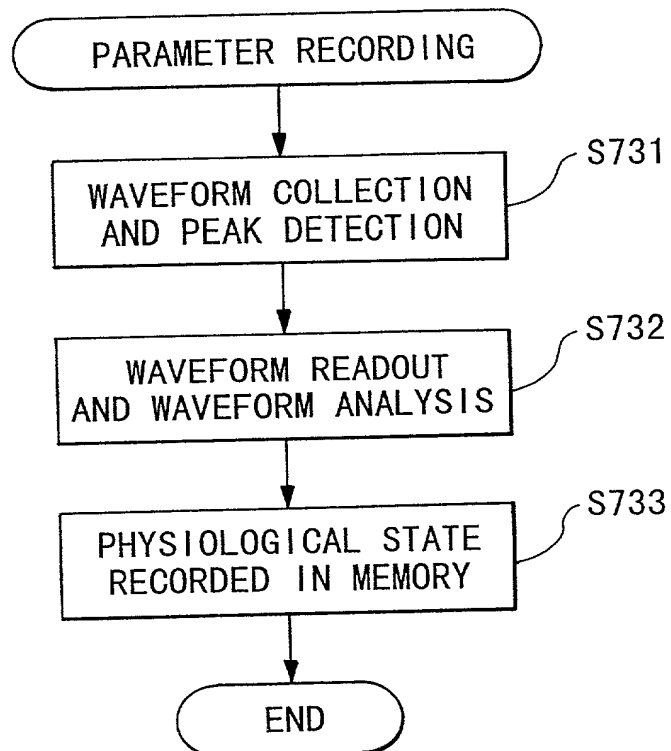 PARAMETER RECORDING
S731
WAVEFORM COLLECTION
AND PEAK DETECTION
S732
WAVEFORM READOUT
AND WAVEFORM ANALYSIS
S733
PHYSIOLOGICAL STATE
RECORDED IN MEMORY
END